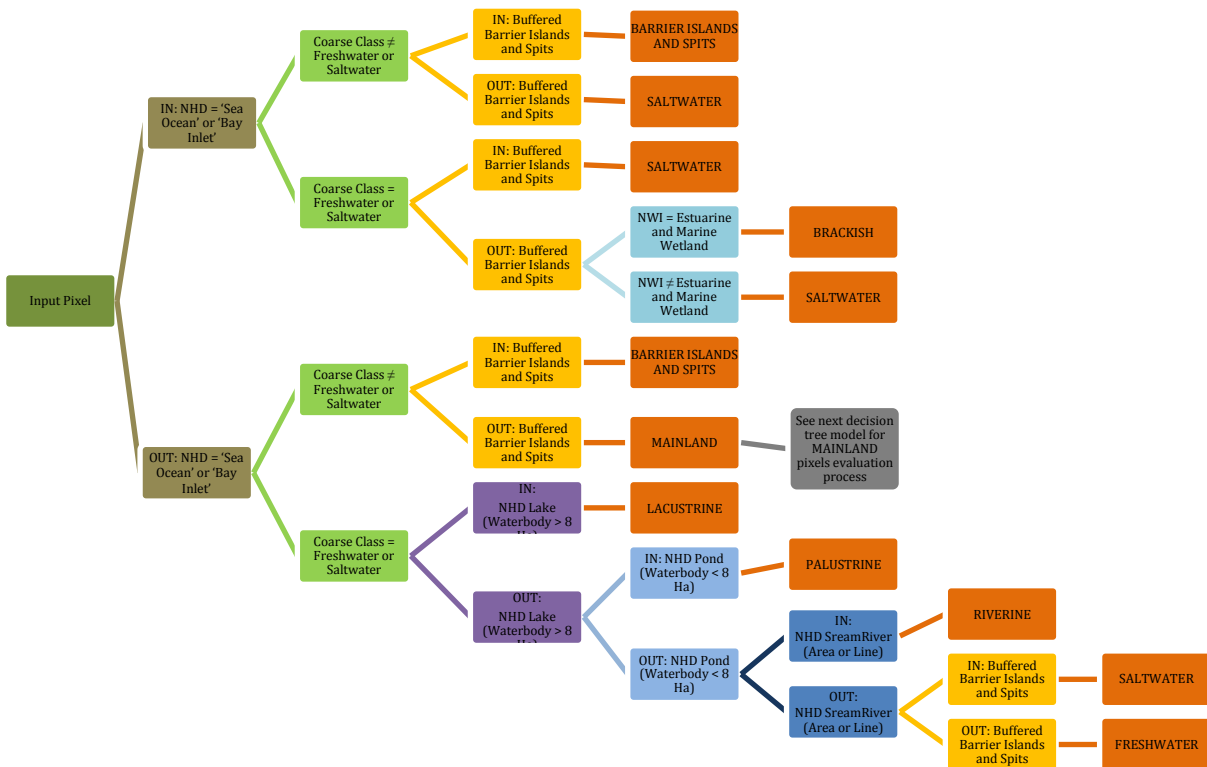 Input Pixel
IN: NHD = ‘Sea
Ocean’ or ‘Bay
Inlet’
Coarse Class ≠
Freshwater or
Saltwater
IN: Buffered
Barrier Islands
and Spits
BARRIER ISLANDS
AND SPITS
OUT: Buffered
Barrier Islands
and Spits
SALTWATER
Coarse Class =
Freshwater or
Saltwater
IN: Buffered
Barrier Islands
and Spits
SALTWATER
OUT: Buffered
Barrier Islands
and Spits
NWI = Estuarine
and Marine
Wetland
BRACKISH
NWI ≠ Estuarine
and Marine
Wetland
SALTWATER
OUT: NHD = ‘Sea
Ocean’ or ‘Bay
Inlet’
Coarse Class ≠
Freshwater or
Saltwater
IN: Buffered
Barrier Islands
and Spits
BARRIER ISLANDS
AND SPITS
OUT: Buffered
Barrier Islands
and Spits
MAINLAND
See next decision
tree model for
MAINLAND
pixels evaluation
process
Coarse Class =
Freshwater or
Saltwater
IN:
NHD Lake
(Waterbody > 8
Ha)
LACUSTRINE
OUT:
NHD Lake
(Waterbody > 8
Ha)
IN: NHD Pond
(Waterbody < 8
Ha)
PALUSTRINE
OUT: NHD Pond
(Waterbody < 8
Ha)
IN:
NHD SreamRiver
(Area or Line)
RIVERINE
OUT:
NHD SreamRiver
(Area or Line)
IN: Buffered
Barrier Islands
and Spits
SALTWATER
OUT: Buffered
Barrier Islands
and Spits
FRESHWATER